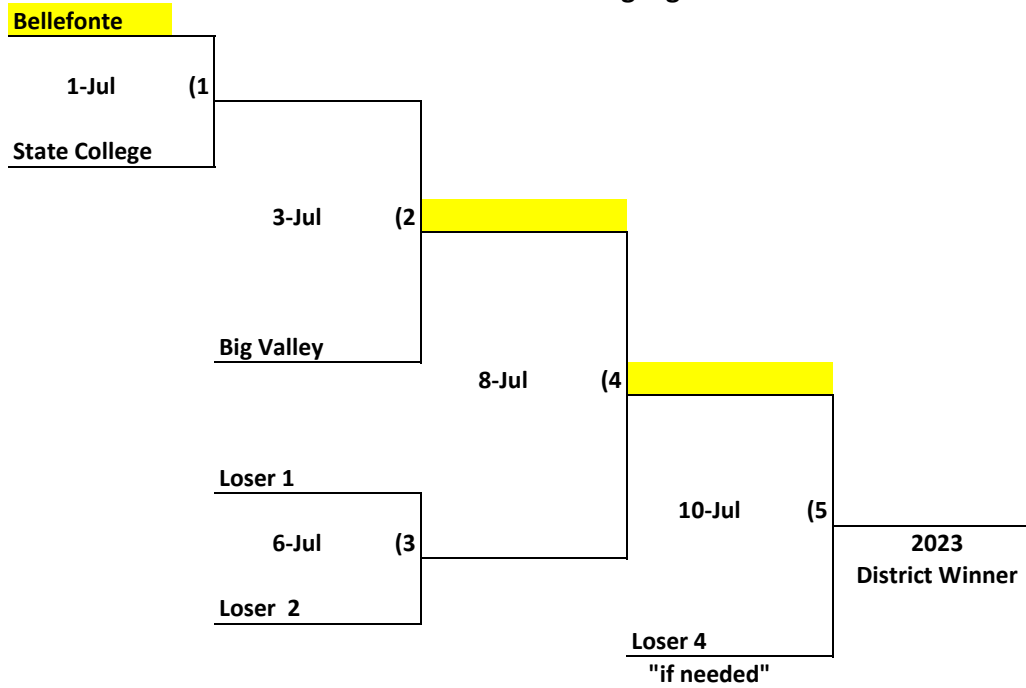 Bellefonte
1-Jul (1
State College
3-Jul (2
Big Valley
8-Jul (4
Loser 1
10-Jul (5
6-Jul (3
2023
District Winner
Loser 2
Loser 4
"if needed"